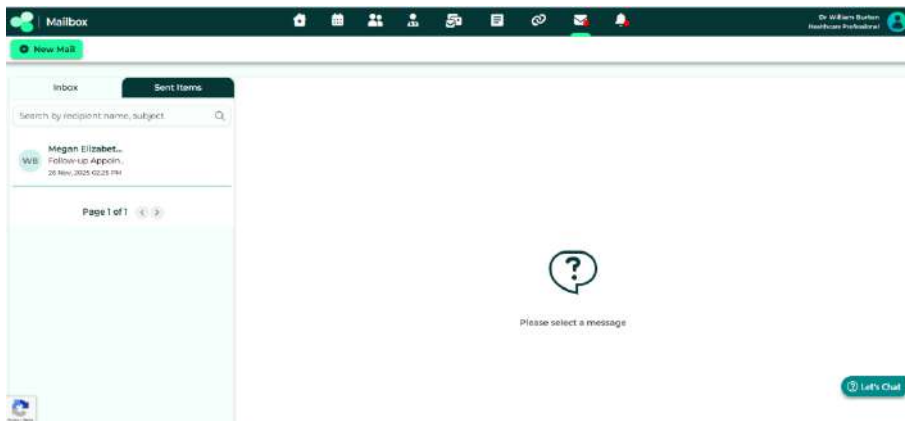 Mailbox
Dr William Burton
Healthcare Professional
New Mail
Inbox
Sent Items
Search by recipient name, subject
WB
Megan Elizabet...
Follow-up Appoin..
26 Nov, 2025 02:25 PM
Page 1 of 1
?
Please select a message
Let's Chat